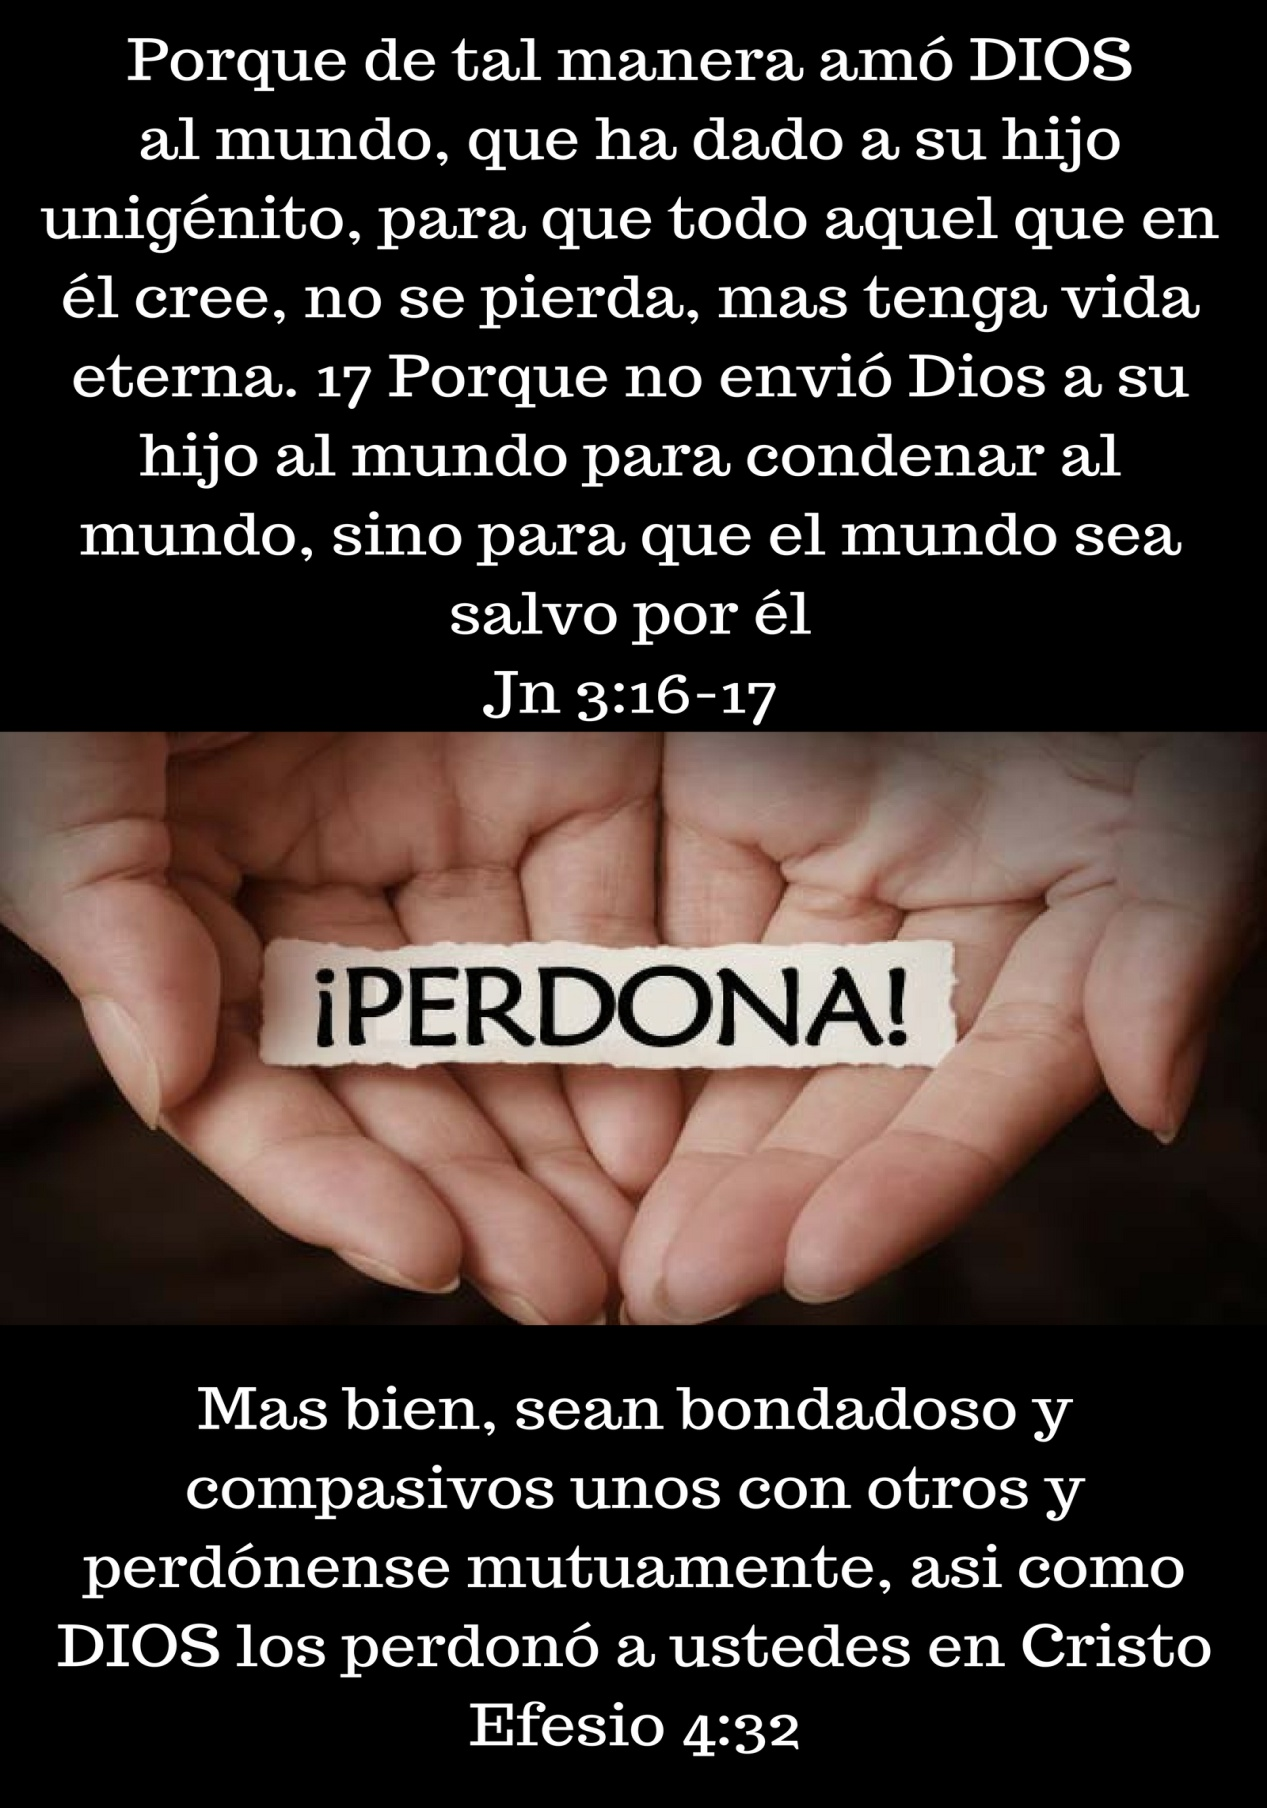 Porque de tal manera amó DIOS
al mundo, que ha dado a su hijo
unigénito, para que todo aquel que en
él cree, no se pierda, mas tenga vida
eterna. 17 Porque no envió Dios a su
hijo al mundo para condenar al
mundo, sino para que el mundo sea
salvo por él
Jn 3:16-17
¡PERDONA!
Mas bien, sean bondadoso y
compasivos unos con otros y
perdónense mutuamente, asi como
DIOS los perdonó a ustedes en Cristo
Efesio 4:32